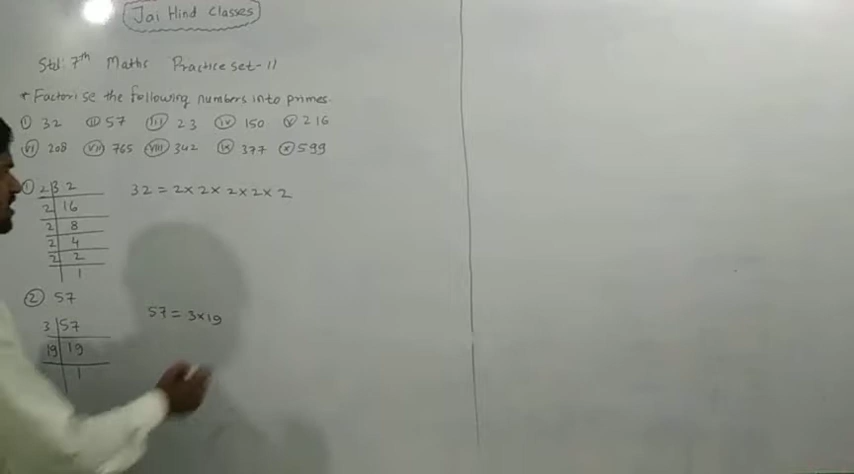 Jai Hind Classes
Std: 7th Maths Practice set-11
* Factorise the following numbers into primes.
(I) 32 (II) 57 (III) 23 (IV) 150 (V) 216
(VI) 208 (VII) 765 (VIII) 342 (IX) 377 (X) 599
(1) 2 | 32 32 = 2 × 2 × 2 × 2 × 2
2 | 16
2 | 8
2 | 4
2 | 2
| 1
(2) 57
57 = 3 × 19
3 | 57
19 | 19
| 1